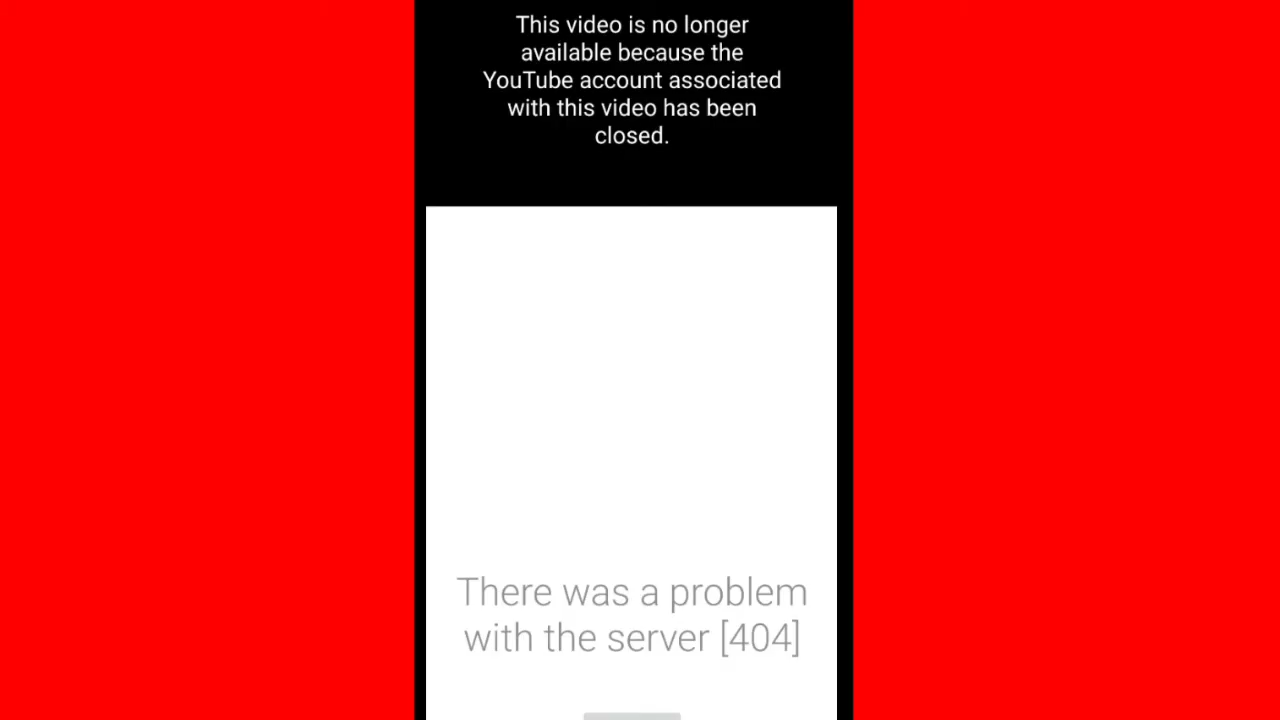 This video is no longer
available because the
YouTube account associated
with this video has been
closed.
There was a problem
with the server [404]